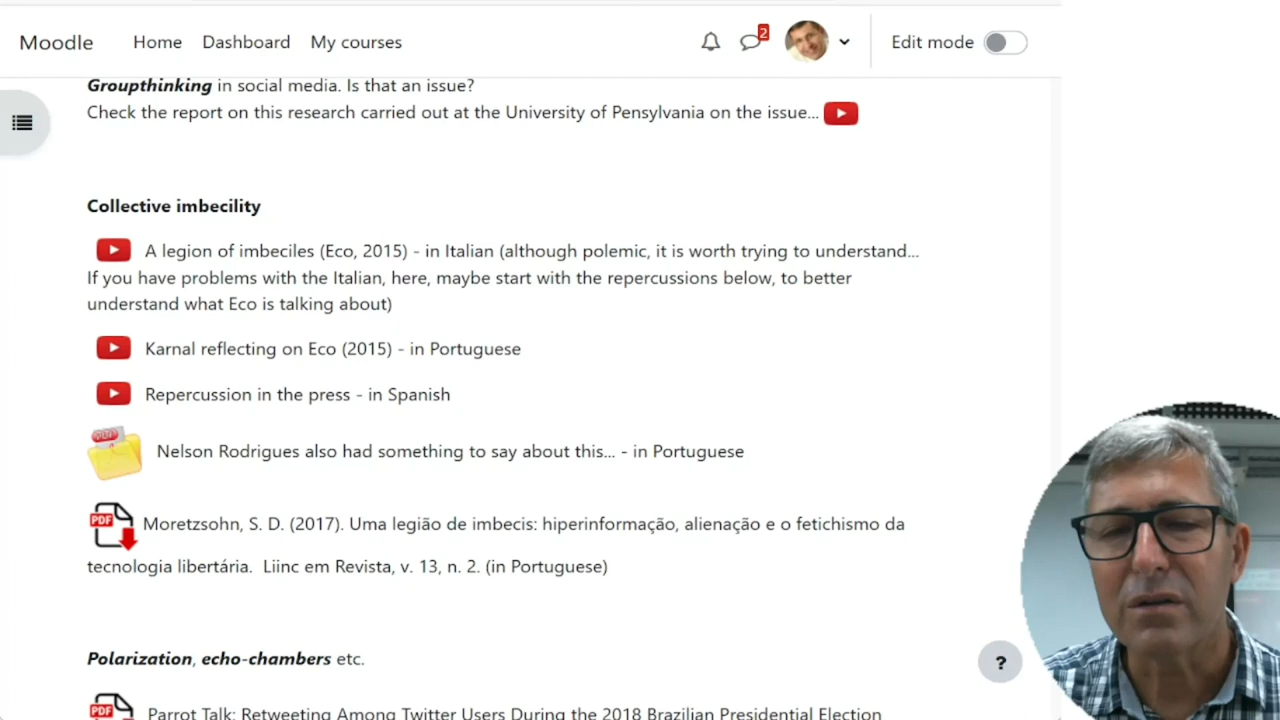 Moodle Home Dashboard My courses 2 Edit mode
Groupthinking in social media. Is that an issue?
Check the report on this research carried out at the University of Pensylvania on the issue...
Collective imbecility
A legion of imbeciles (Eco, 2015) - in Italian (although polemic, it is worth trying to understand...
If you have problems with the Italian, here, maybe start with the repercussions below, to better
understand what Eco is talking about)
Karnal reflecting on Eco (2015) - in Portuguese
Repercussion in the press - in Spanish
PDF
Nelson Rodrigues also had something to say about this... - in Portuguese
PDF
Moretzsohn, S. D. (2017). Uma legião de imbecis: hiperinformação, alienação e o fetichismo da
tecnologia libertária. Liinc em Revista, v. 13, n. 2. (in Portuguese)
Polarization, echo-chambers etc.
?
PDF
Parrot Talk: Retweeting Among Twitter Users During the 2018 Brazilian Presidential Election